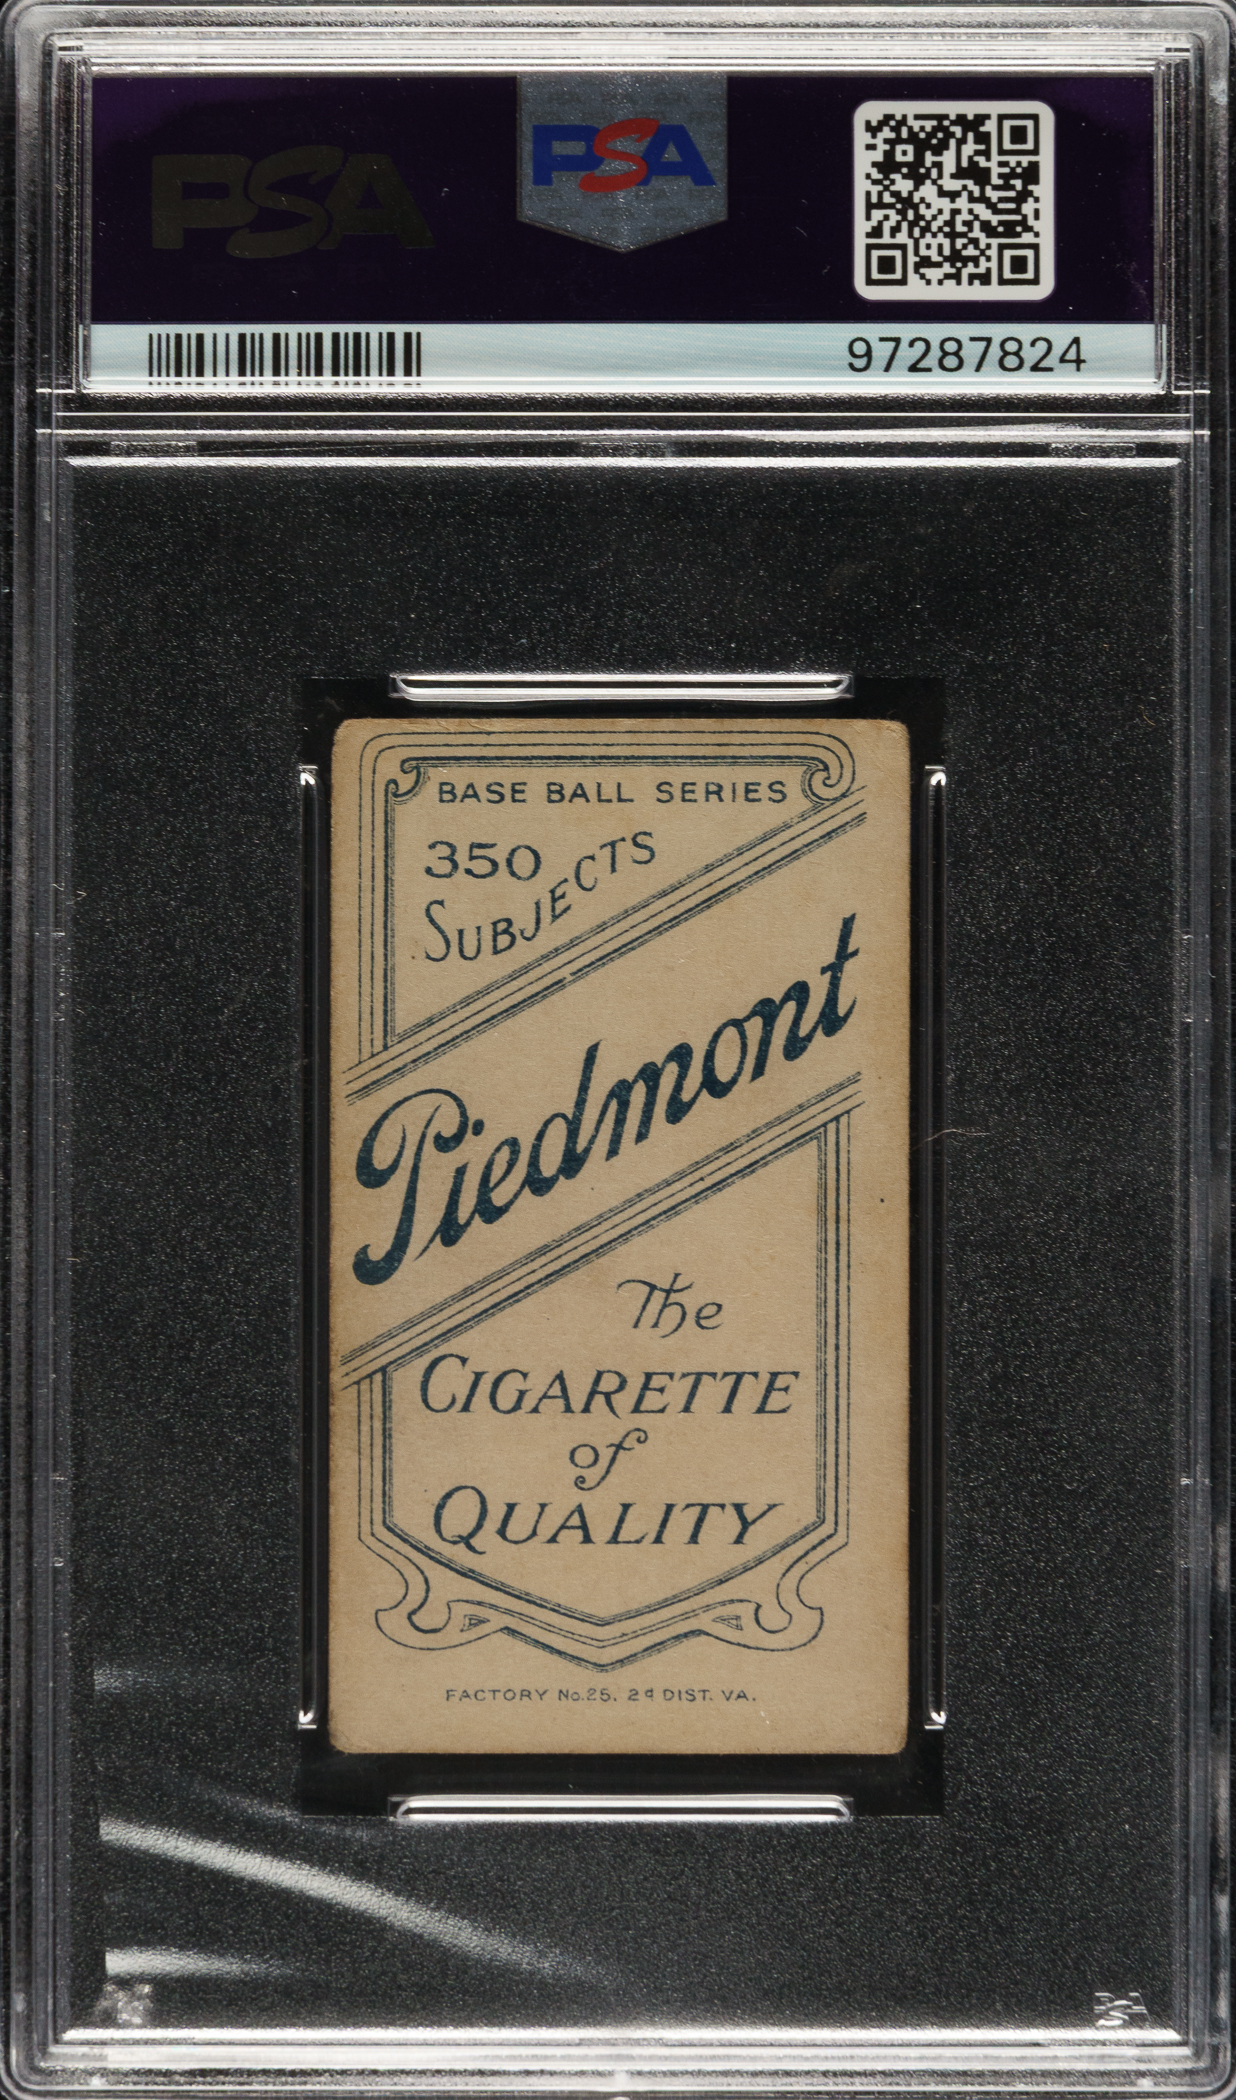 PSA
PSA
97287824
BASE BALL SERIES
350
SUBJECTS
Piedmont
The
CIGARETTE
of
QUALITY
FACTORY No.25, 2d DIST. VA.
PSA